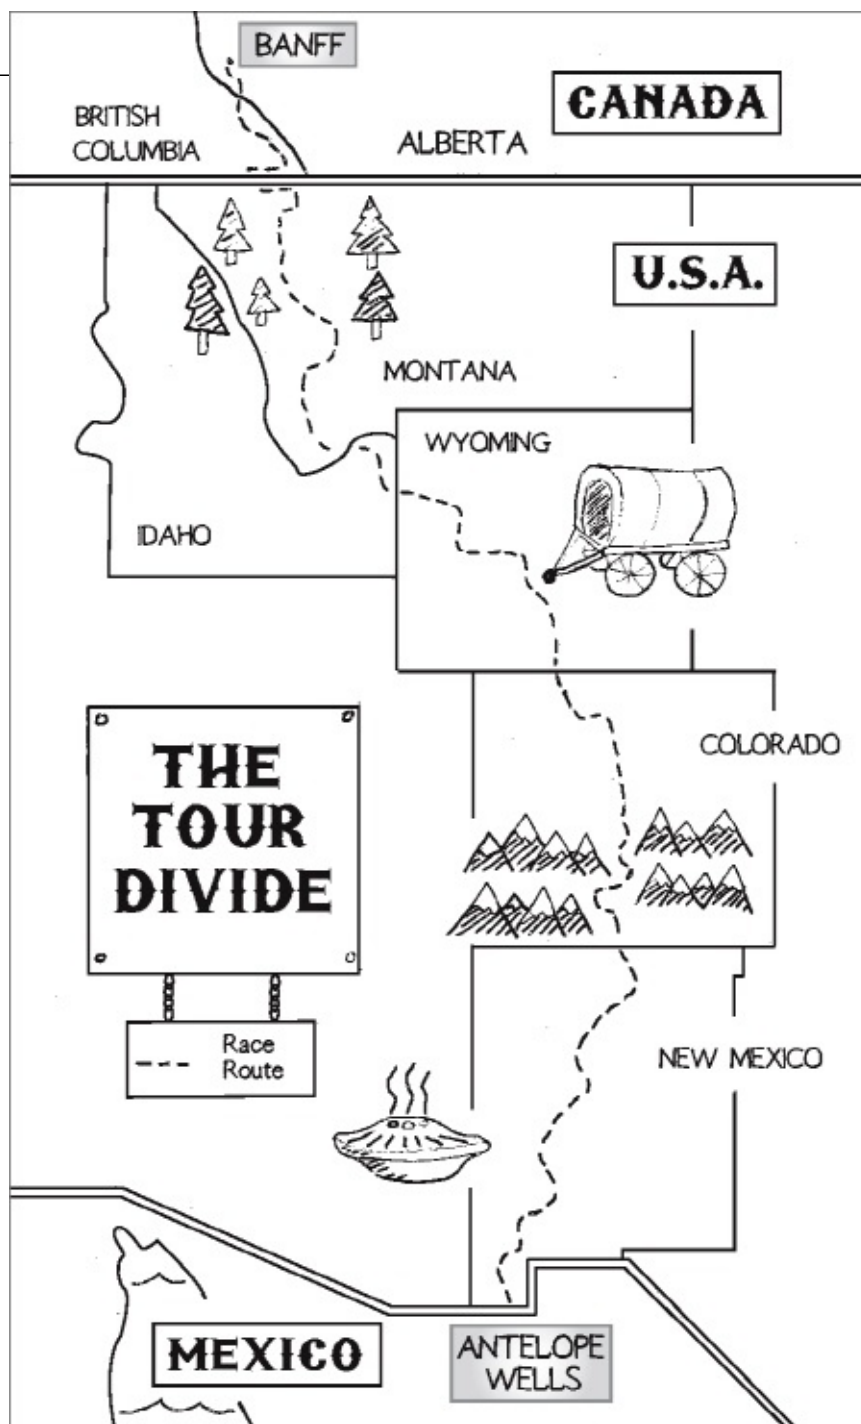 BANFF
CANADA
BRITISH
COLUMBIA
ALBERTA
U.S.A.
MONTANA
WYOMING
IDAHO
THE
TOUR
DIVIDE
COLORADO
Race
Route
NEW MEXICO
MEXICO
ANTELOPE
WELLS